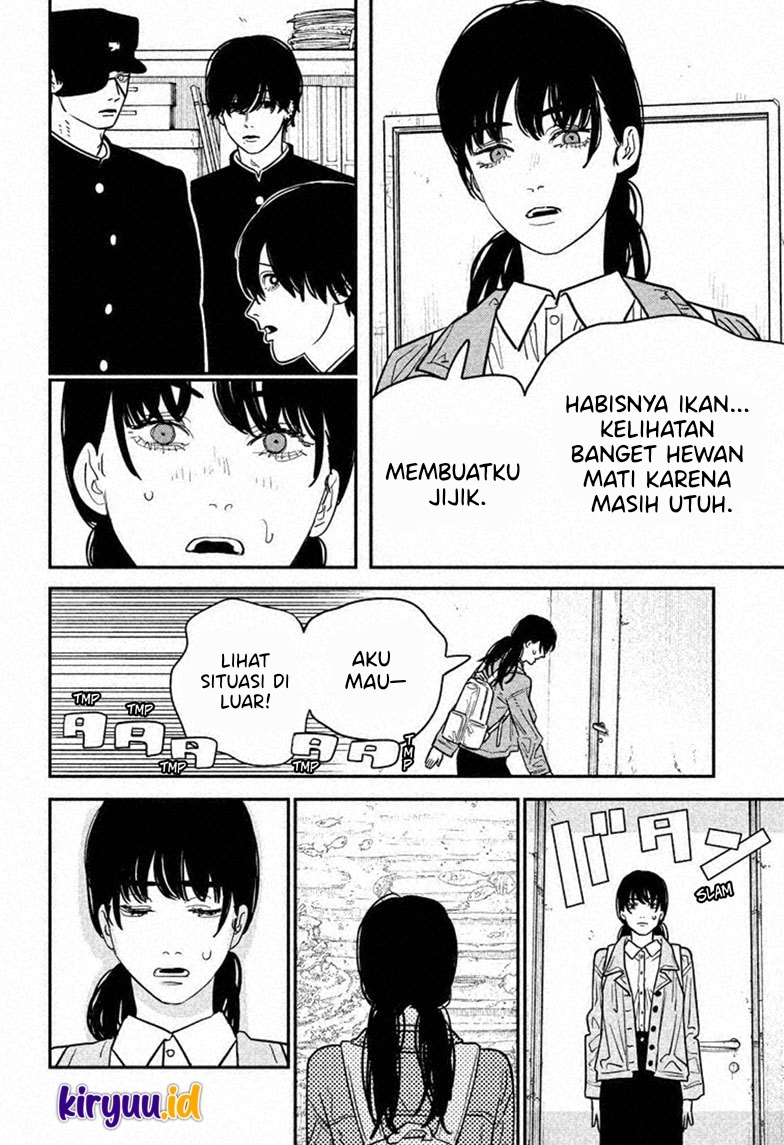 HABISNYA IKAN...
KELIHATAN
BANGET HEWAN
MATI KARENA
MASIH UTUH.
MEMBUATKU
JIJIK.
AKU
MAU—
LIHAT
SITUASI DI
LUAR!
TMP
TMP
TMP
TMP
TMP
バタン
SLAM
kiryuu.id